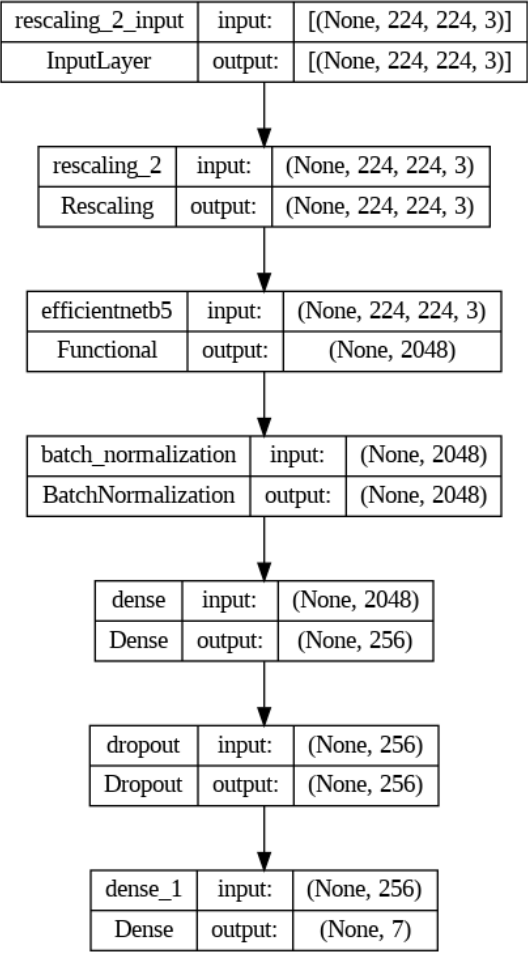 rescaling_2_input input: [(None, 224, 224, 3)]
InputLayer output: [(None, 224, 224, 3)]
rescaling_2 input: (None, 224, 224, 3)
Rescaling output: (None, 224, 224, 3)
efficientnetb5 input: (None, 224, 224, 3)
Functional output: (None, 2048)
batch_normalization input: (None, 2048)
BatchNormalization output: (None, 2048)
dense input: (None, 2048)
Dense output: (None, 256)
dropout input: (None, 256)
Dropout output: (None, 256)
dense_1 input: (None, 256)
Dense output: (None, 7)